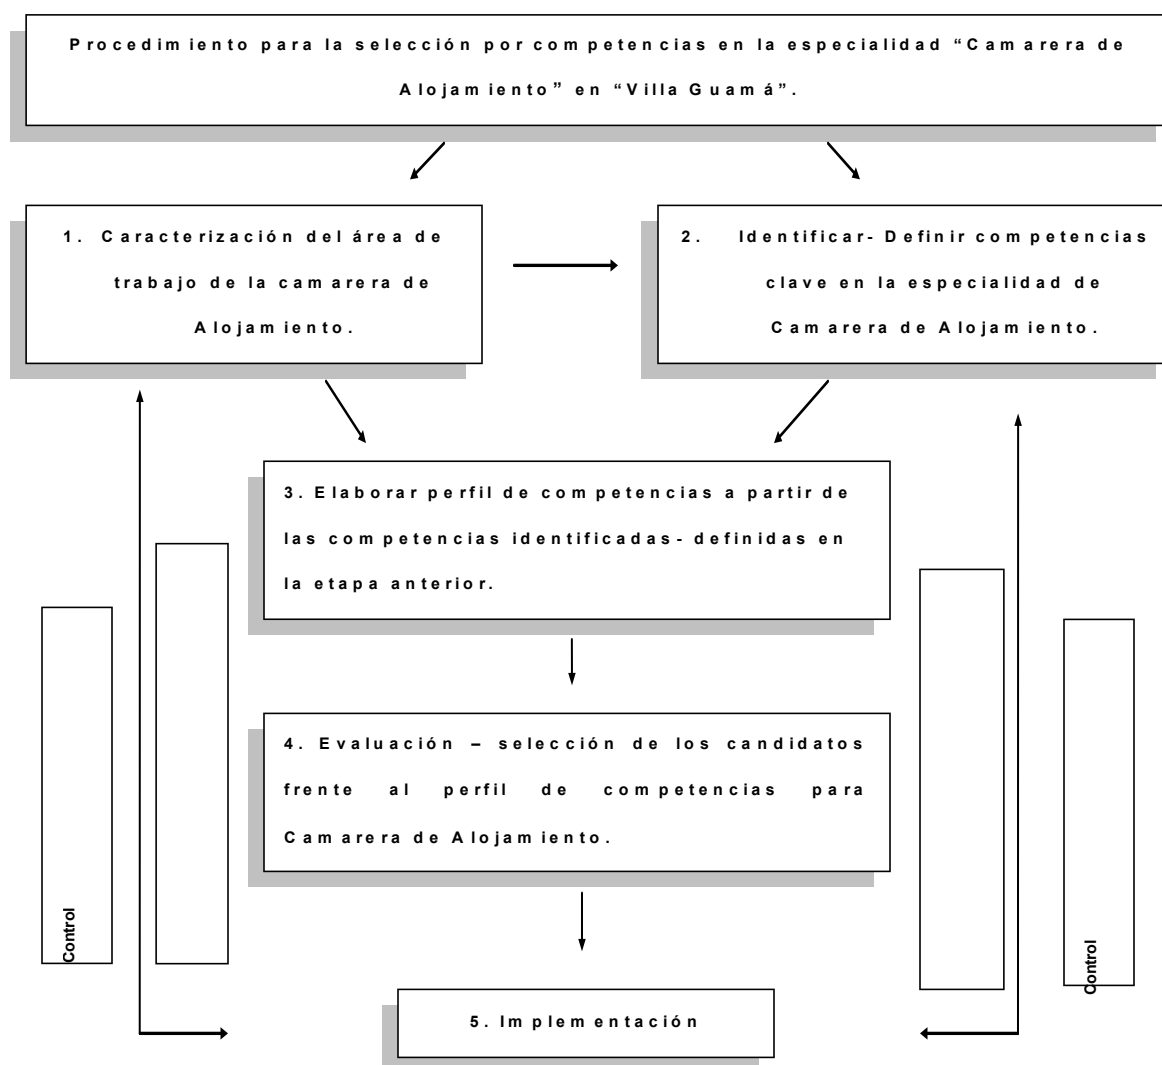 Procedimiento para la selección por competencias en la especialidad “Camarera de
Alojamiento” en “Villa Guamá”.
1. Caracterización del área de
trabajo de la camarera de
Alojamiento.
2. Identificar- Definir competencias
clave en la especialidad de
Camarera de Alojamiento.
3. Elaborar perfil de competencias a partir de
las competencias identificadas- definidas en
la etapa anterior.
4. Evaluación – selección de los candidatos
frente al perfil de competencias para
Camarera de Alojamiento.
Control
Control
5. Implementación